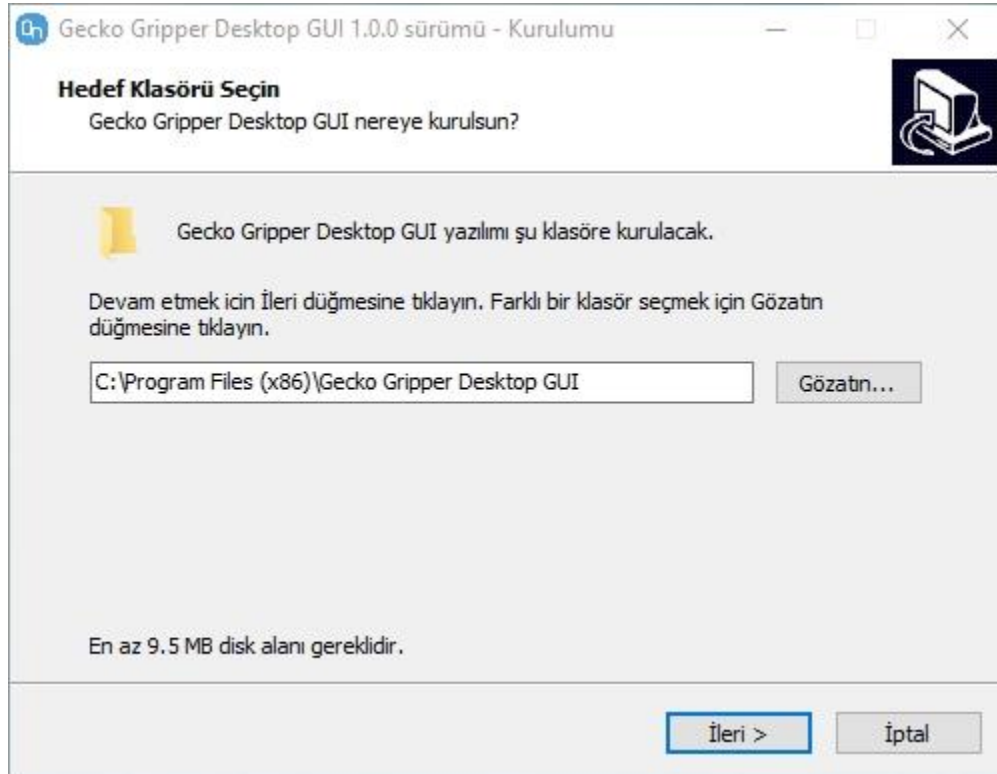 Gecko Gripper Desktop GUI 1.0.0 sürümü - Kurulumu
Hedef Klasörü Seçin
Gecko Gripper Desktop GUI nereye kurulsun?
Gecko Gripper Desktop GUI yazılımı şu klasöre kurulacak.
Devam etmek icin İleri düğmesine tıklayın. Farklı bir klasör seçmek için Gözatın
düğmesine tıklayın.
C:\Program Files (x86)\Gecko Gripper Desktop GUI
Gözatın...
En az 9.5 MB disk alanı gereklidir.
İleri >
İptal